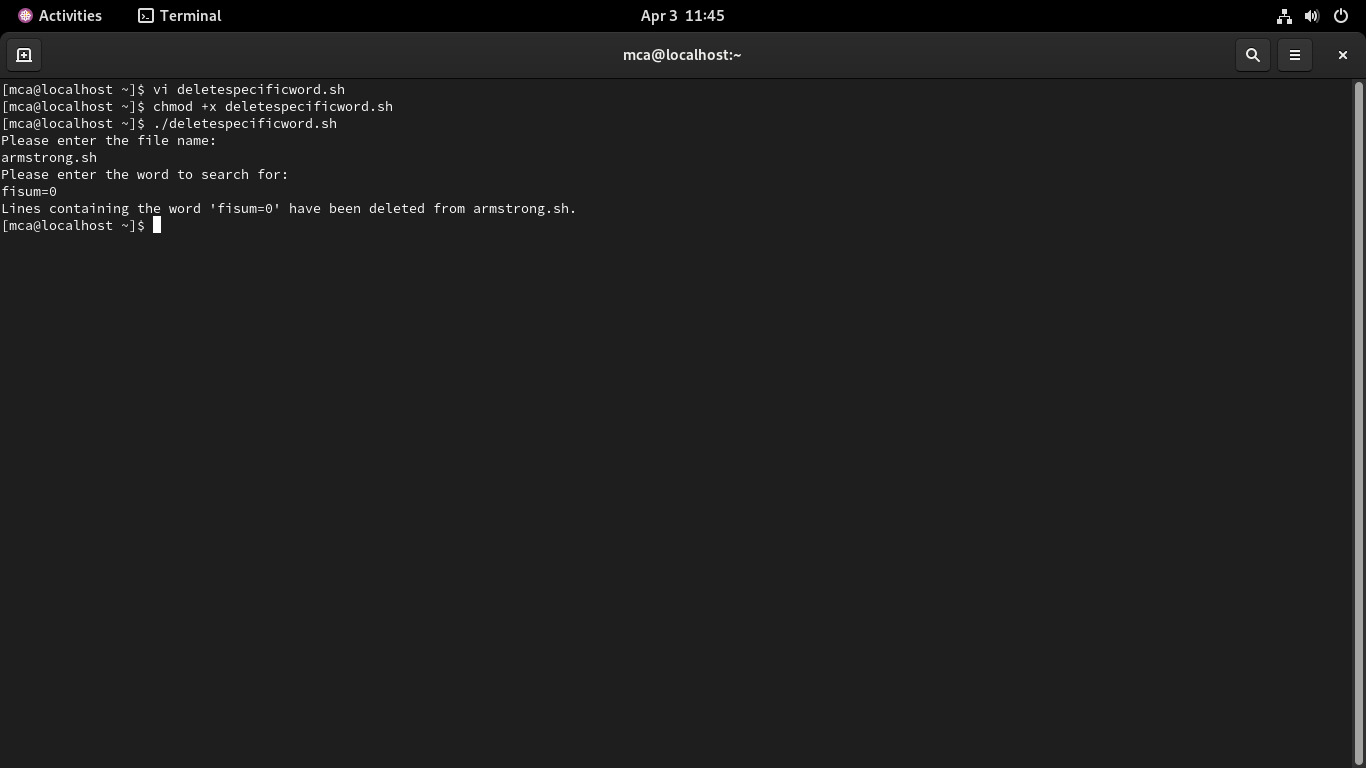 Activities Terminal Apr 3 11:45
mca@localhost:~
[mca@localhost ~]$ vi deletespecificword.sh
[mca@localhost ~]$ chmod +x deletespecificword.sh
[mca@localhost ~]$ ./deletespecificword.sh
Please enter the file name:
armstrong.sh
Please enter the word to search for:
fisum=0
Lines containing the word 'fisum=0' have been deleted from armstrong.sh.
[mca@localhost ~]$